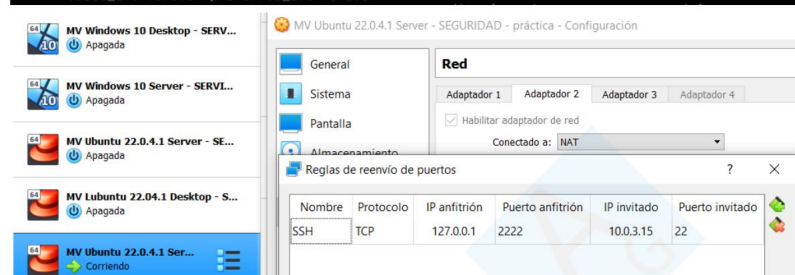 MV Windows 10 Desktop - SERV...
Apagada
MV Windows 10 Server - SERVI...
Apagada
MV Ubuntu 22.0.4.1 Server - SE...
Apagada
MV Lubuntu 22.04.1 Desktop - S...
Apagada
MV Ubuntu 22.0.4.1 Ser...
Corriendo
MV Ubuntu 22.0.4.1 Server - SEGURIDAD - práctica - Configuración
General
Sistema
Pantalla
Almacenamiento
Red
Adaptador 1 Adaptador 2 Adaptador 3 Adaptador 4
Habilitar adaptador de red
Conectado a: NAT
Reglas de reenvío de puertos ? ×
Nombre Protocolo IP anfitrión Puerto anfitrión IP invitado Puerto invitado
SSH TCP 127.0.0.1 2222 10.0.3.15 22